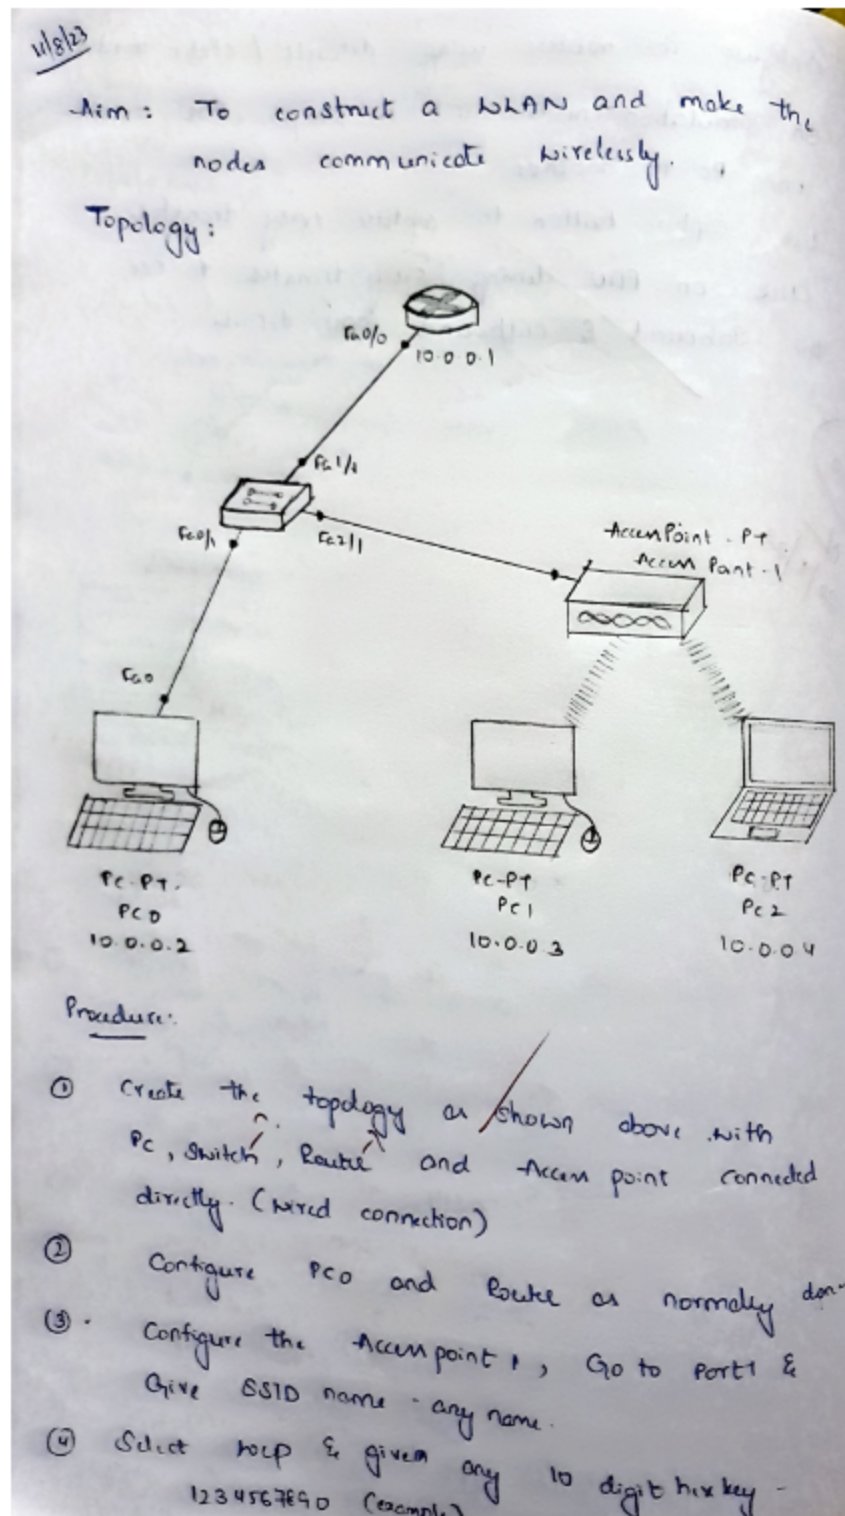 11/8/23
Aim : To construct a WLAN and make the
nodes communicate wirelessly.
Topology :
Fa0/0
10.0.0.1
Fa1/1
Fa0/1
Fa2/1
AccessPoint - PT
Access Point - 1
Fa0
PC-PT
PC0
10.0.0.2
PC-PT
PC1
10.0.0.3
PC-PT
PC2
10.0.0.4
Procedure :
① Create the topology as shown above with
PC, Switch, Router and Access point connected
directly. (wired connection)
② Configure PC0 and Router as normally don
③ Configure the Accesspoint 1, Go to Port1 &
Give SSID name - any name.
④ Select wep & given any 10 digit hex key -
1234567890 (example)